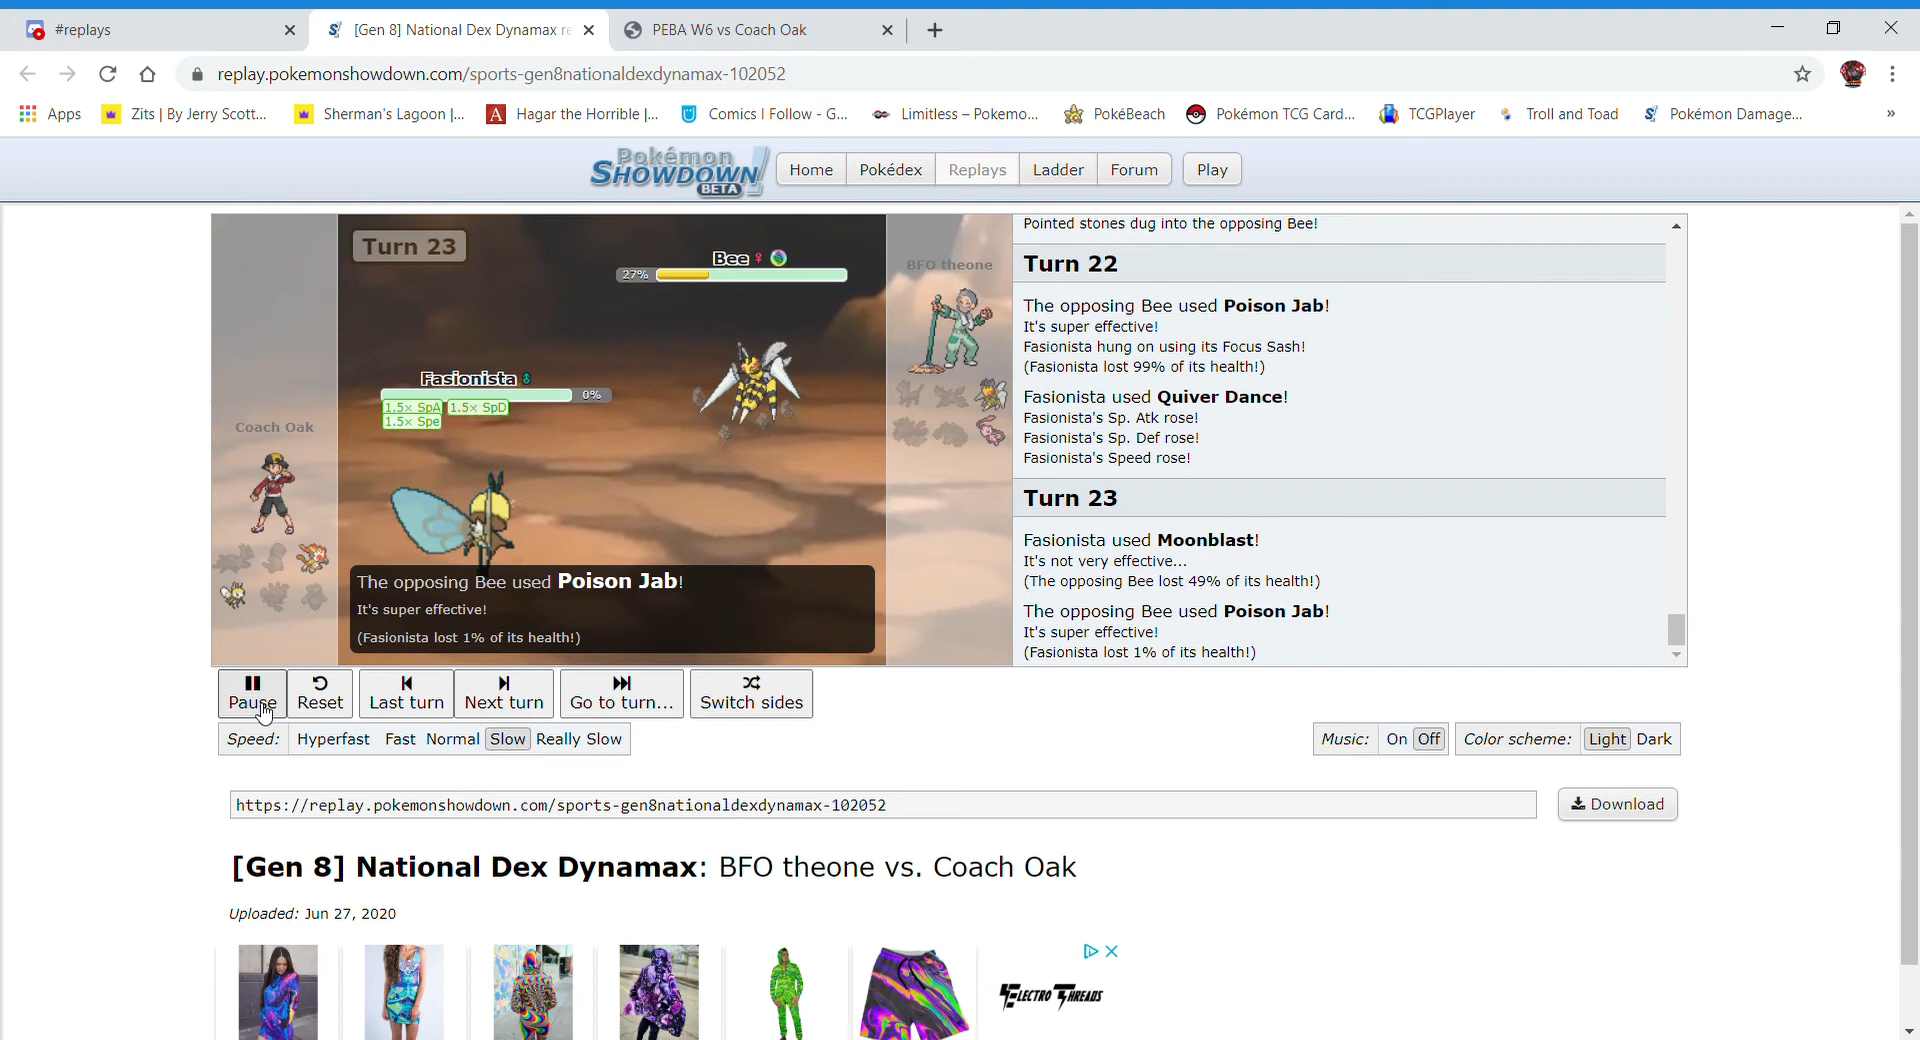 #replays
[Gen 8] National Dex Dynamax re
PEBA W6 vs Coach Oak
replay.pokemonshowdown.com/sports-gen8nationaldexdynamax-102052
Apps
Zits | By Jerry Scott...
Sherman's Lagoon |...
Hagar the Horrible |...
Comics I Follow - G...
Limitless – Pokemo...
PokéBeach
Pokémon TCG Card...
TCGPlayer
Troll and Toad
Pokémon Damage...
»
Pokémon
SHOWDOWN!
BETA
Home
Pokédex
Replays
Ladder
Forum
Play
Turn 23
Bee ♀
27%
Fasionista
0%
1.5× SpA 1.5× SpD
1.5× Spe
Coach Oak
BFO theone
The opposing Bee used Poison Jab!
It's super effective!
(Fasionista lost 1% of its health!)
Pointed stones dug into the opposing Bee!
Turn 22
The opposing Bee used Poison Jab!
It's super effective!
Fasionista hung on using its Focus Sash!
(Fasionista lost 99% of its health!)
Fasionista used Quiver Dance!
Fasionista's Sp. Atk rose!
Fasionista's Sp. Def rose!
Fasionista's Speed rose!
Turn 23
Fasionista used Moonblast!
It's not very effective...
(The opposing Bee lost 49% of its health!)
The opposing Bee used Poison Jab!
It's super effective!
(Fasionista lost 1% of its health!)
Pause
Reset
Last turn
Next turn
Go to turn...
Switch sides
Speed: Hyperfast Fast Normal Slow Really Slow
Music: On Off
Color scheme: Light Dark
https://replay.pokemonshowdown.com/sports-gen8nationaldexdynamax-102052
Download
[Gen 8] National Dex Dynamax: BFO theone vs. Coach Oak
Uploaded: Jun 27, 2020
ELECTRO THREADS